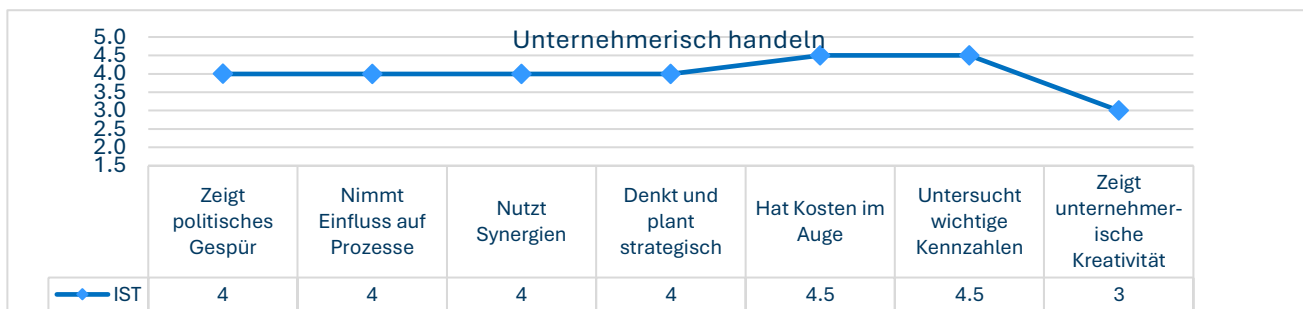 Unternehmerisch handeln
5.0
4.5
4.0
3.5
3.0
2.5
2.0
1.5
Zeigt
politisches
Gespür
Nimmt
Einfluss auf
Prozesse
Nutzt
Synergien
Denkt und
plant
strategisch
Hat Kosten im
Auge
Untersucht
wichtige
Kennzahlen
Zeigt
unternehmer-
ische
Kreativität
IST 4 4 4 4 4.5 4.5 3